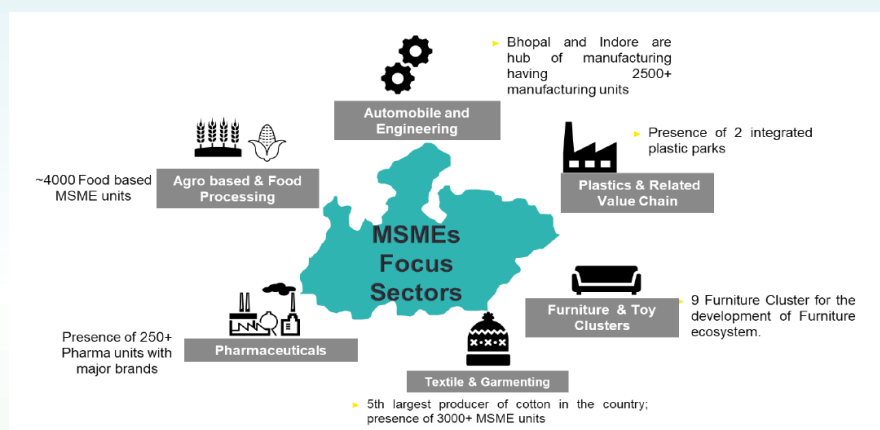 Bhopal and Indore are
hub of manufacturing
having 2500+
manufacturing units
Automobile and
Engineering
Presence of 2 integrated
plastic parks
Plastics & Related
Value Chain
~4000 Food based
MSME units
Agro based & Food
Processing
MSMEs
Focus
Sectors
Furniture & Toy
Clusters
9 Furniture Cluster for the
development of Furniture
ecosystem.
Presence of 250+
Pharma units with
major brands
Pharmaceuticals
Textile & Garmenting
5th largest producer of cotton in the country;
presence of 3000+ MSME units